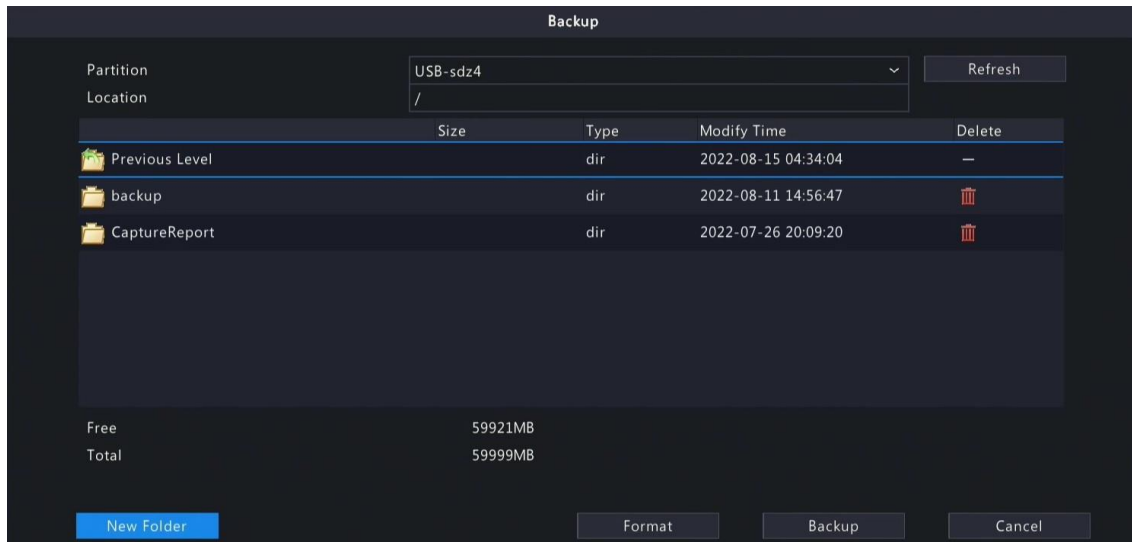 Backup
Partition USB-sdz4 Refresh
Location /
Size Type Modify Time Delete
Previous Level dir 2022-08-15 04:34:04 —
backup dir 2022-08-11 14:56:47
CaptureReport dir 2022-07-26 20:09:20
Free 59921MB
Total 59999MB
New Folder Format Backup Cancel